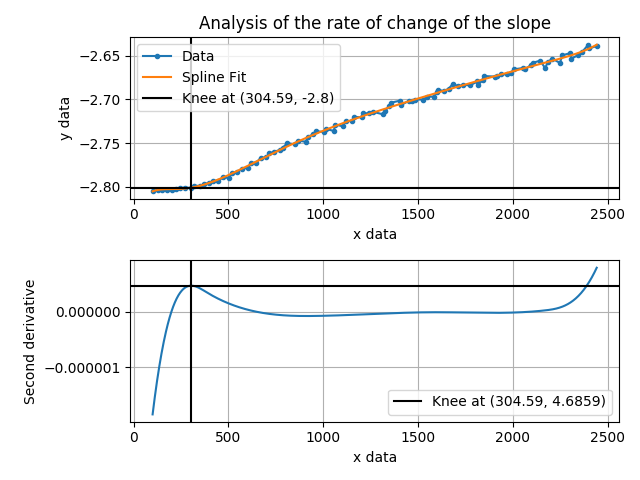 Analysis of the rate of change of the slope
Data
Spline Fit
Knee at (304.59, -2.8)
−2.65
−2.70
−2.75
−2.80
y data
0
500
1000
1500
2000
2500
x data
0.000000
−0.000001
Second derivative
Knee at (304.59, 4.6859)
0
500
1000
1500
2000
2500
x data